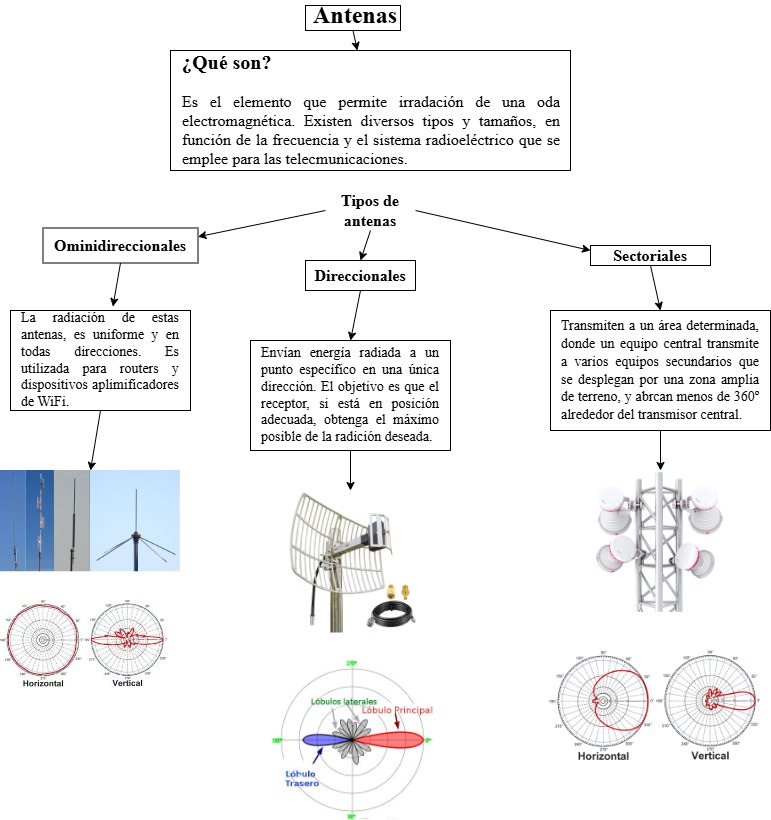 Antenas
¿Qué son?
Es el elemento que permite irradación de una oda
electromagnética. Existen diversos tipos y tamaños, en
función de la frecuencia y el sistema radioeléctrico que se
emplee para las telecmunicaciones.
Tipos de
antenas
Ominidireccionales
Direccionales
Sectoriales
La radiación de estas
antenas, es uniforme y en
todas direcciones. Es
utilizada para routers y
dispositivos aplimificadores
de WiFi.
Envían energía radiada a un
punto específico en una única
dirección. El objetivo es que el
receptor, si está en posición
adecuada, obtenga el máximo
posible de la radición deseada.
Transmiten a un área determinada,
donde un equipo central transmite
a varios equipos secundarios que
se desplegan por una zona amplia
de terreno, y abrcan menos de 360°
alrededor del transmisor central.
Horizontal
Vertical
270°
Lóbulos laterales
Lóbulo Principal
180°
0°
Lóbulo
Trasero
90°
Horizontal
Vertical